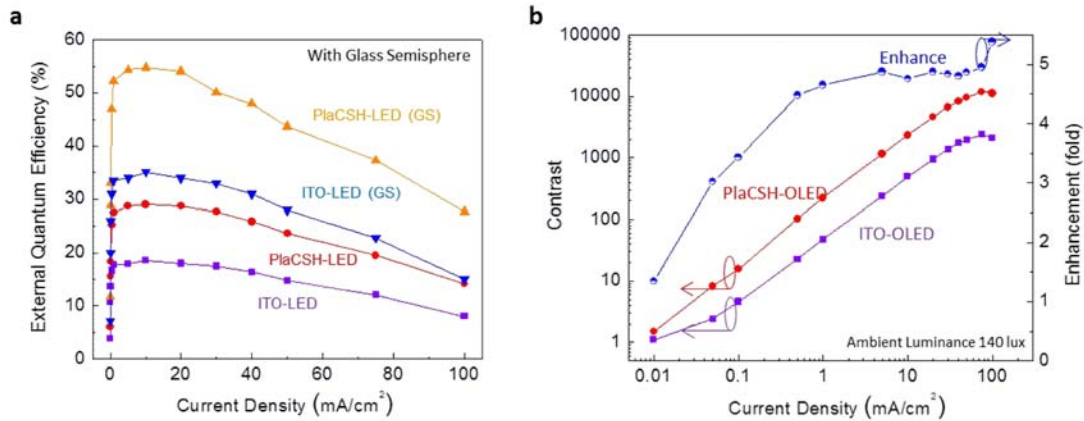 a
With Glass Semisphere
External Quantum Efficiency (%)
60
50
40
30
20
10
0
PlaCSH-LED (GS)
ITO-LED (GS)
PlaCSH-LED
ITO-LED
0 20 40 60 80 100
Current Density (mA/cm²)
b
Contrast
100000
10000
1000
100
10
1
Enhance
PlaCSH-OLED
ITO-OLED
Ambient Luminance 140 lux
0.01 0.1 1 10 100
Current Density (mA/cm²)
5
4
3
2
1
0
Enhancement (fold)